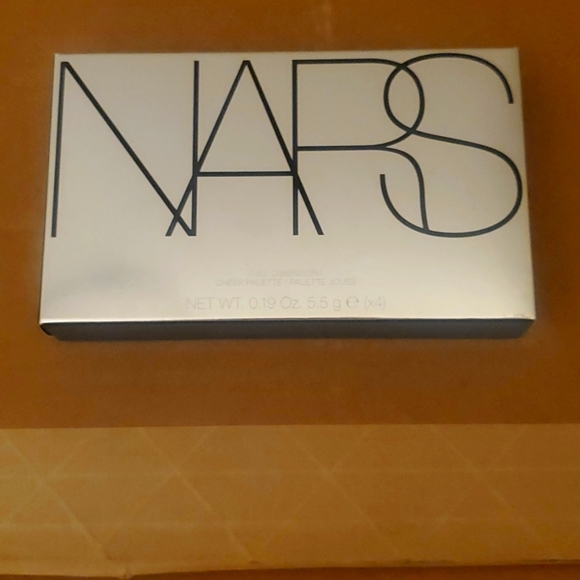 NARS
CHEEK PALETTE / PALETTE JOUES
NET WT. 0.19 Oz. 5.5 g ℮ (x4)